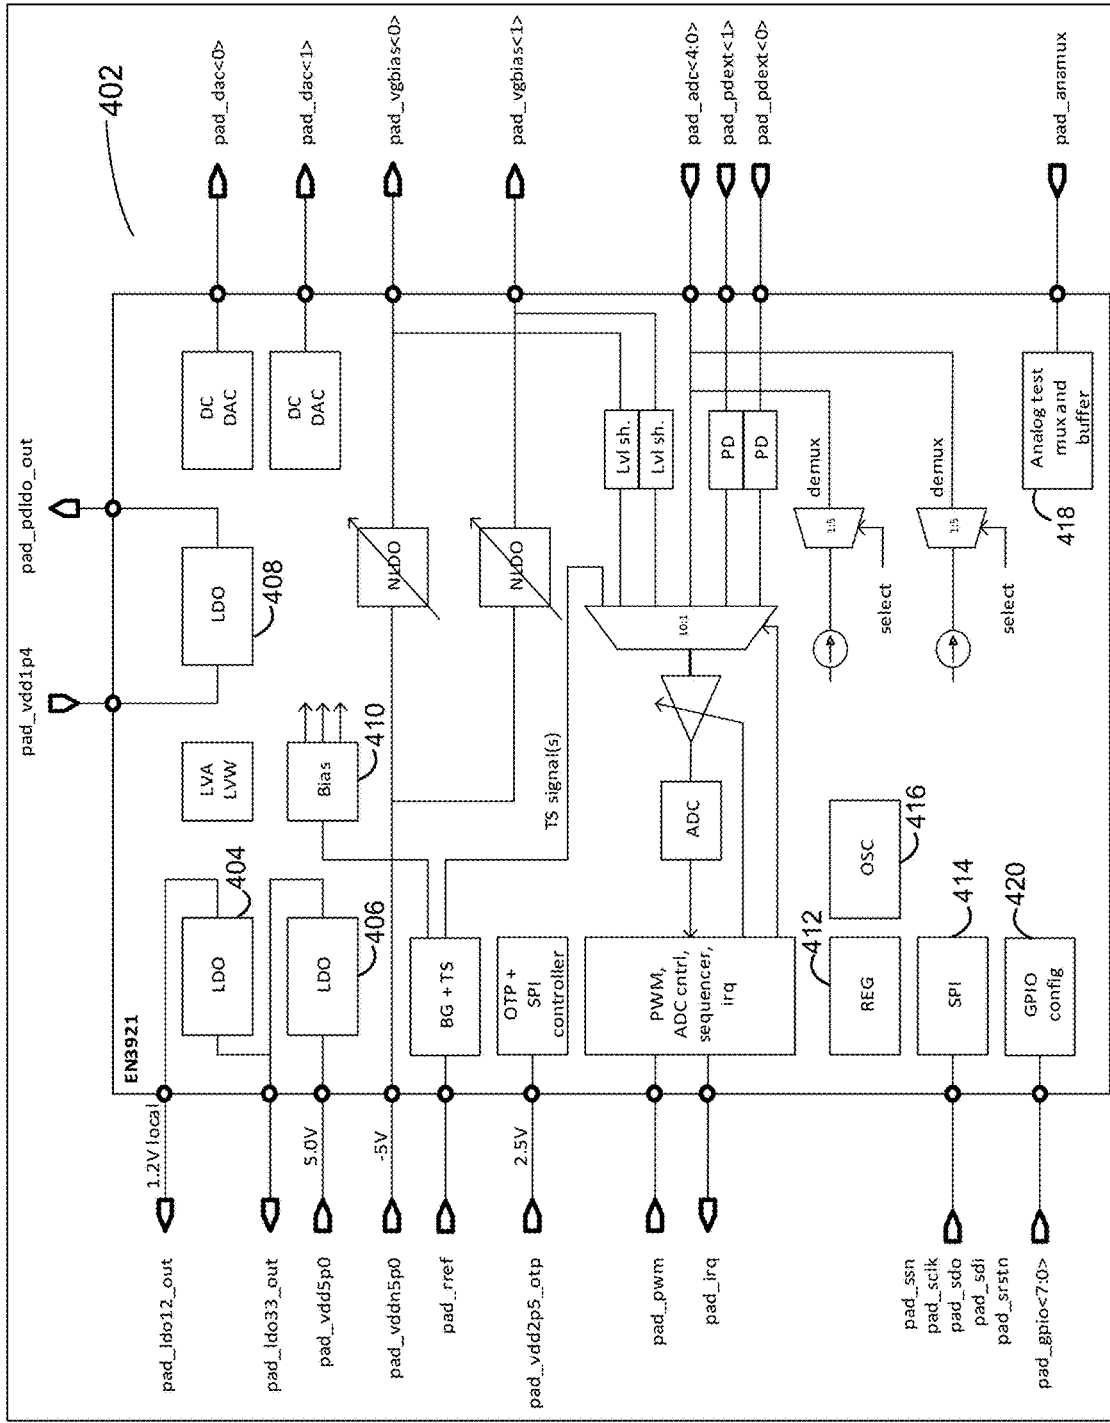 402
EN3921
pad_ldo12_out
1.2V local
pad_ldo33_out
pad_vdd5p0
5.0V
pad_vddn5p0
-5V
pad_rref
pad_vdd2p5_otp
2.5V
pad_pwm
pad_irq
pad_ssn
pad_sclk
pad_sdo
pad_sdi
pad_srstn
pad_gpio<7:0>
LDO
404
LDO
406
BG + TS
OTP +
SPI
controller
PWM,
ADC cntrl,
sequencer,
irq
REG
412
SPI
414
GPIO
config
420
OSC
416
LVA
LVW
Bias
410
TS signal(s)
ADC
pad_vdd1p4
pad_pdldo_out
LDO
408
NLDO
NLDO
10:1
Lvl sh.
Lvl sh.
PD
PD
1:5
demux
select
1:5
demux
select
DC
DAC
DC
DAC
Analog test
mux and
buffer
418
pad_dac<0>
pad_dac<1>
pad_vgbias<0>
pad_vgbias<1>
pad_adc<4:0>
pad_pdext<1>
pad_pdext<0>
pad_anamux